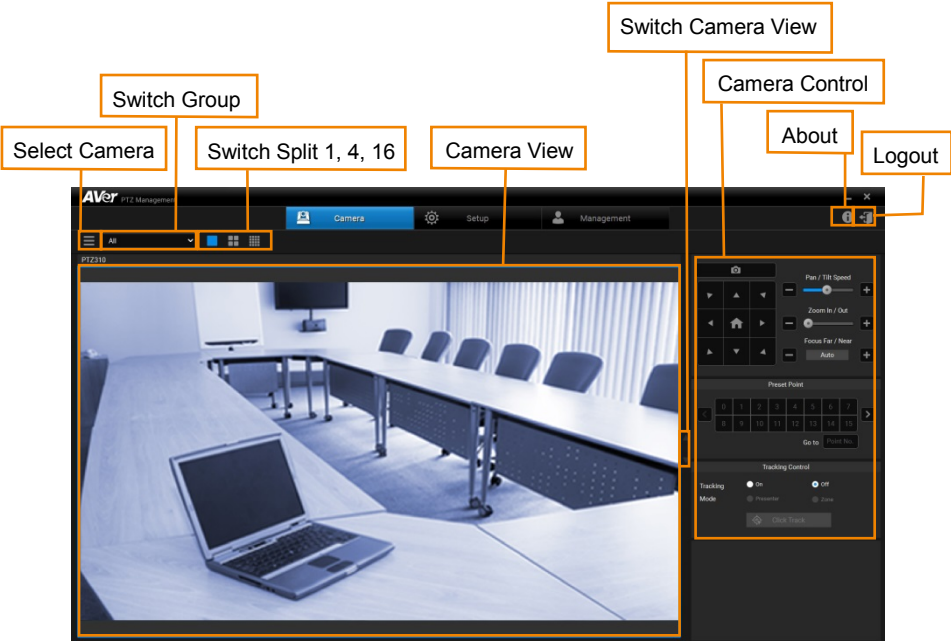 Switch Camera View
Switch Group
Camera Control
About
Select Camera
Switch Split 1, 4, 16
Camera View
Logout
AVer PTZ Management
Camera
Setup
Management
All
PTZ310
Pan / Tilt Speed
Zoom In / Out
Focus Far / Near
Auto
Preset Point
0 1 2 3 4 5 6 7
8 9 10 11 12 13 14 15
Go to Point No.
Tracking Control
Tracking On Off
Mode Presenter Zone
Click Track